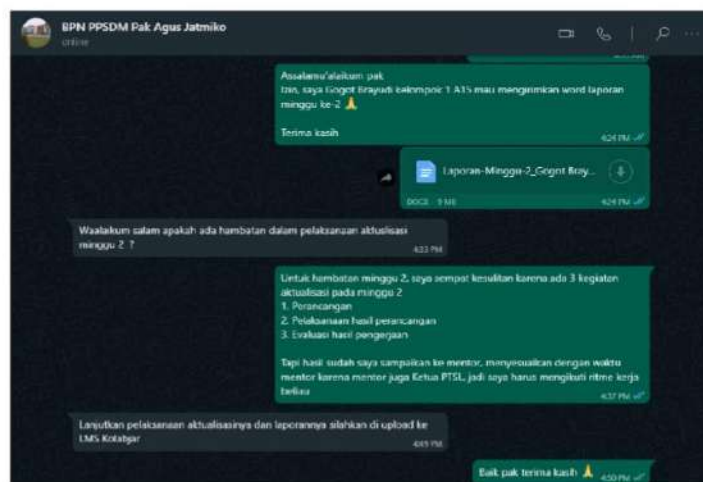 BPN PPSDM Pak Agus Jatmiko
online
Assalamu'alaikum pak
Izin, saya Gogot Brayudi kelompok 1 A15 mau mengirimkan word laporan
minggu ke-2 🙏
Terima kasih
4:24 PM
Laporan-Minggu-2_Gogot Bray...
DOCX 9 MB
4:24 PM
Waalaikum salam apakah ada hambatan dalam pelaksanaan aktuslisasi
minggu 2 ?
4:33 PM
Untuk hambatan minggu 2, saya sempat kesulitan karena ada 3 kegiatan
aktualisasi pada minggu 2
1. Perancangan
2. Pelaksanaan hasil perancangan
3. Evaluasi hasil pengerjaan
Tapi hasil sudah saya sampaikan ke mentor, menyesuaikan dengan waktu
mentor karena mentor juga Ketua PTSL, jadi saya harus mengikuti ritme kerja
beliau
4:37 PM
Lanjutkan pelaksanaan aktualisasinya dan laporannya silahkan di upload ke
LMS Kolabjar
4:49 PM
Baik pak terima kasih 🙏
4:50 PM